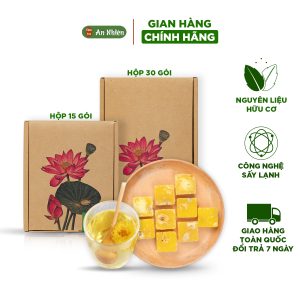 An Nhiên
GIAN HÀNG
CHÍNH HÃNG
HỘP 30 GÓI
HỘP 15 GÓI
NGUYÊN LIỆU
HỮU CƠ
CÔNG NGHỆ
SẤY LẠNH
GIAO HÀNG
TOÀN QUỐC
ĐỔI TRẢ 7 NGÀY